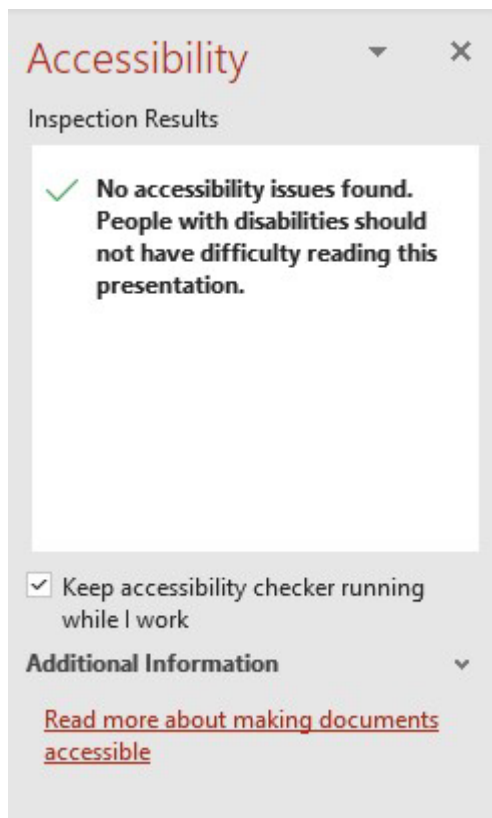 Accessibility
Inspection Results
No accessibility issues found.
People with disabilities should
not have difficulty reading this
presentation.
Keep accessibility checker running
while I work
Additional Information
Read more about making documents
accessible